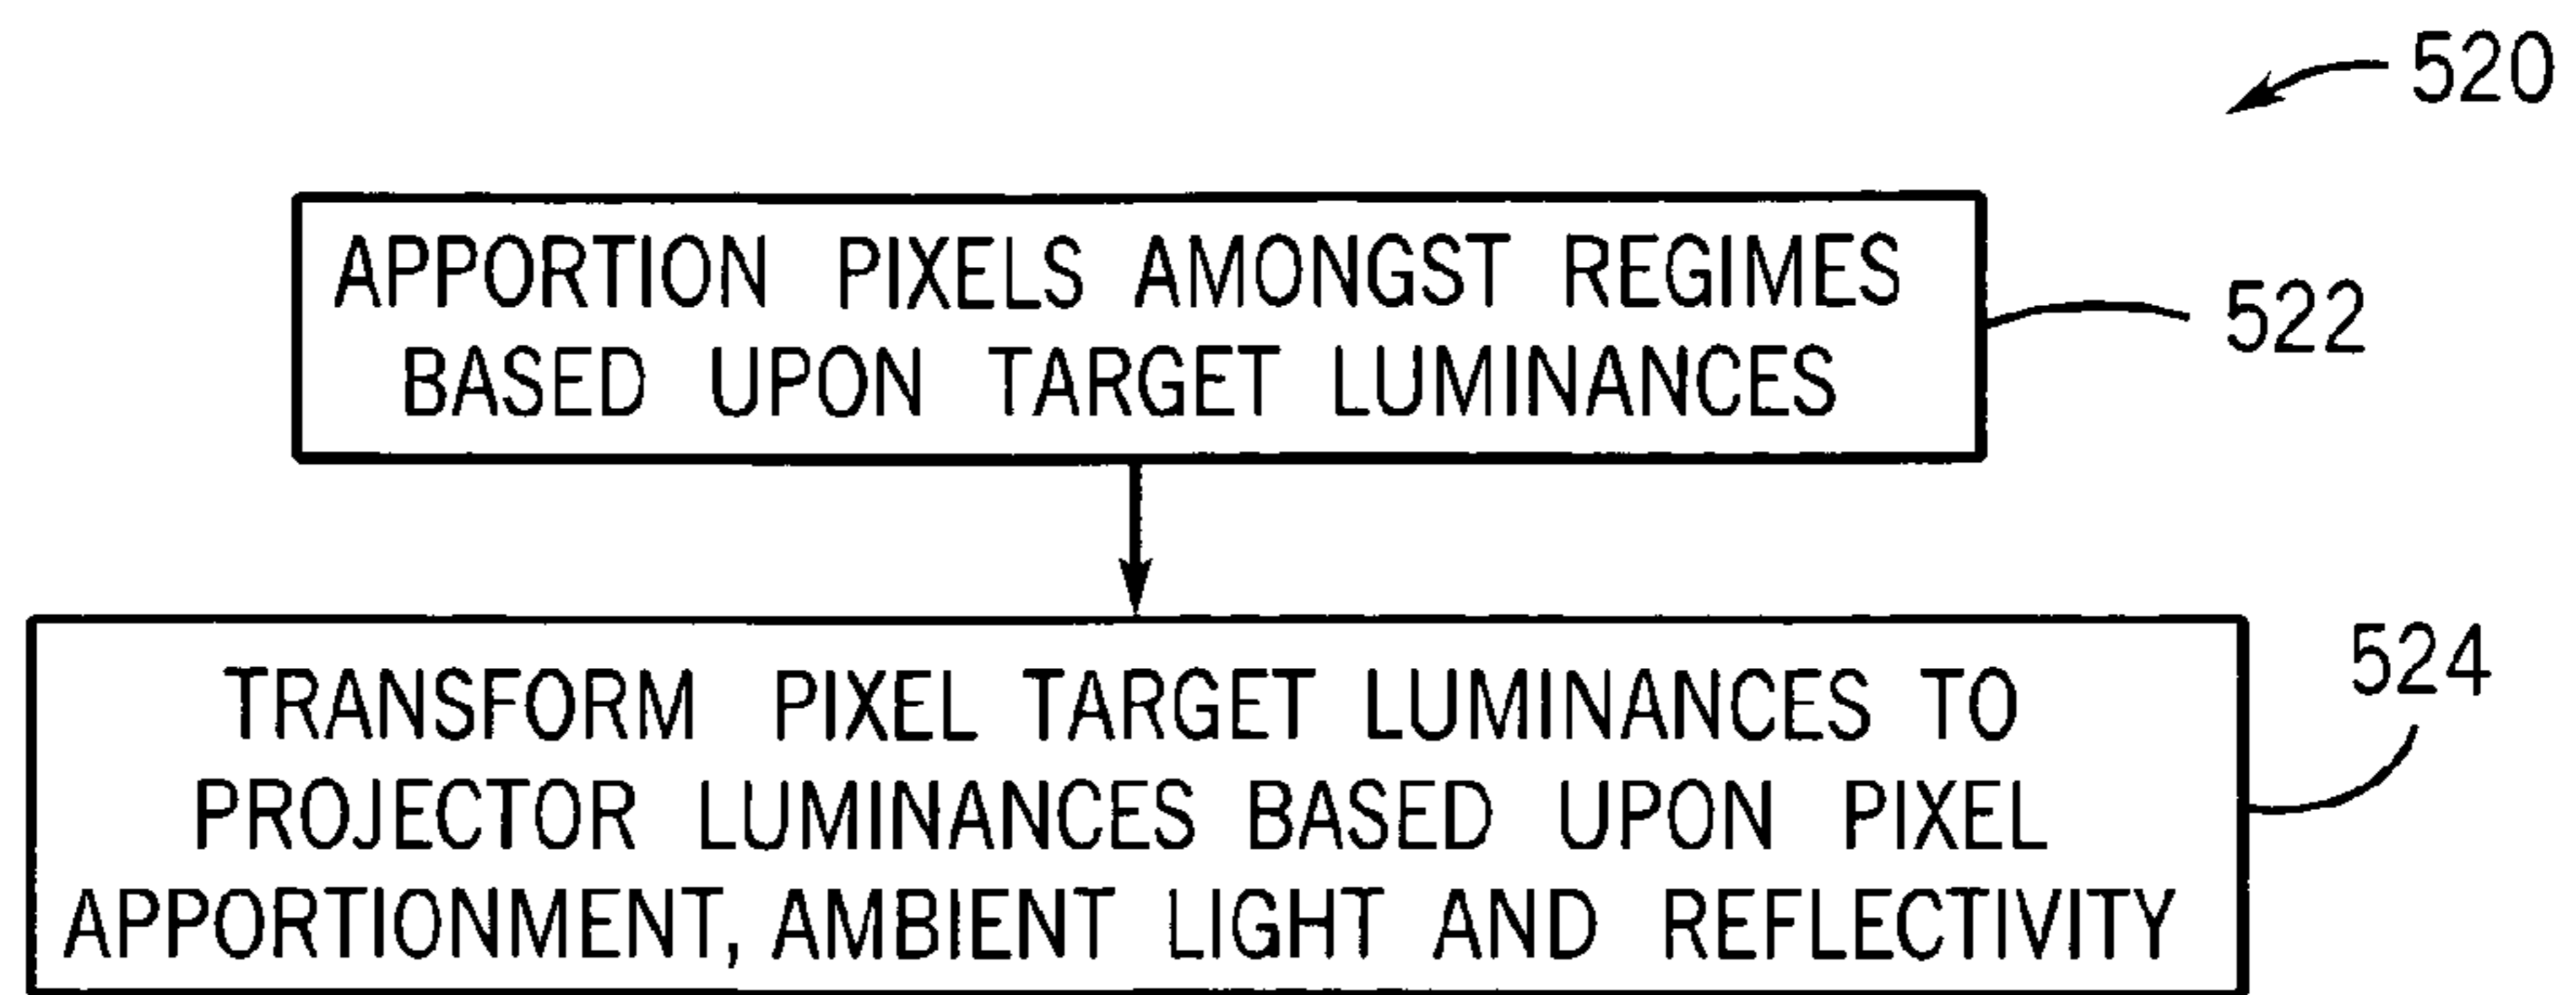 520
APPORTION PIXELS AMONGST REGIMES
BASED UPON TARGET LUMINANCES
522
TRANSFORM PIXEL TARGET LUMINANCES TO
PROJECTOR LUMINANCES BASED UPON PIXEL
APPORTIONMENT, AMBIENT LIGHT AND REFLECTIVITY
524